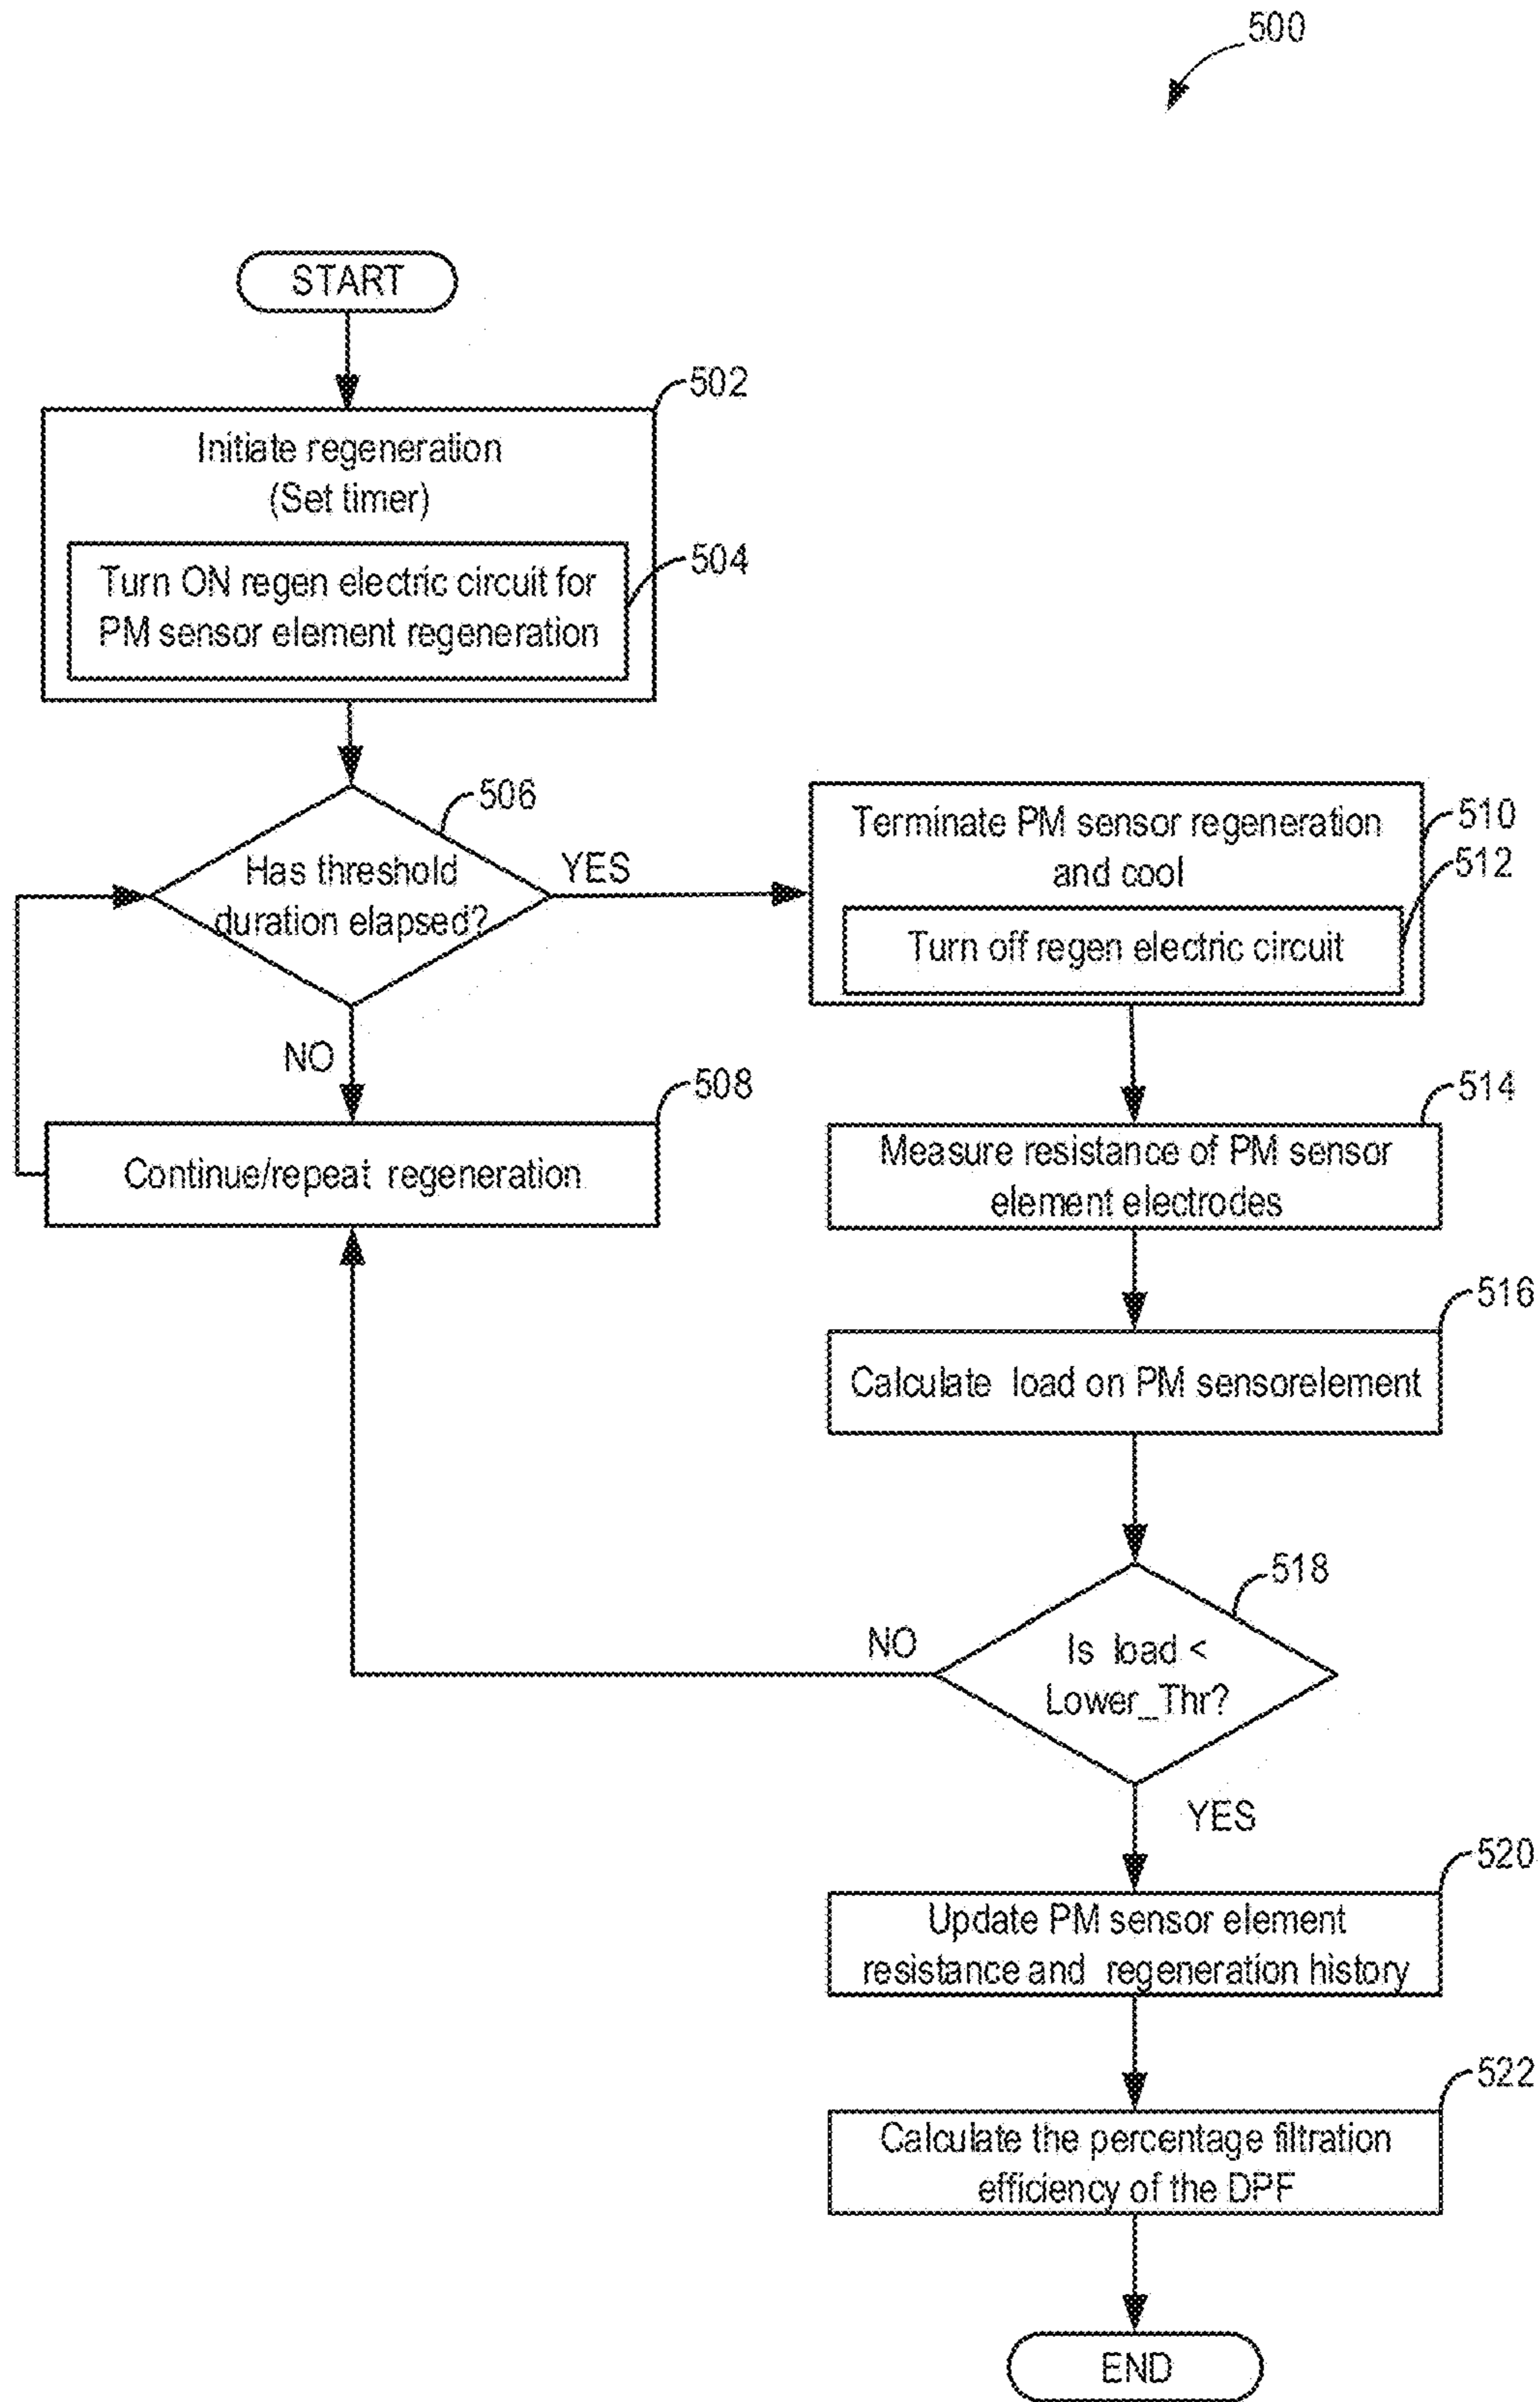 500
START
502
Initiate regeneration
(Set timer)
504
Turn ON regen electric circuit for
PM sensor element regeneration
506
Has threshold
duration elapsed?
YES
NO
508
Continue/repeat regeneration
510
Terminate PM sensor regeneration
and cool
512
Turn off regen electric circuit
514
Measure resistance of PM sensor
element electrodes
516
Calculate load on PM sensorelement
518
Is load <
Lower_Thr?
NO
YES
520
Update PM sensor element
resistance and regeneration history
522
Calculate the percentage filtration
efficiency of the DPF
END